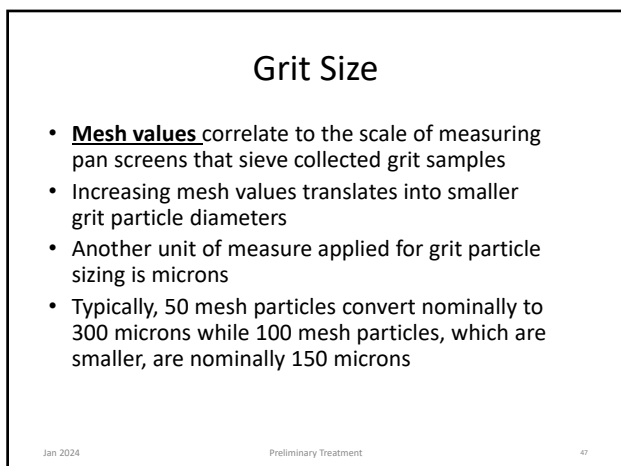 Grit Size
• Mesh values correlate to the scale of measuring
pan screens that sieve collected grit samples
• Increasing mesh values translates into smaller
grit particle diameters
• Another unit of measure applied for grit particle
sizing is microns
• Typically, 50 mesh particles convert nominally to
300 microns while 100 mesh particles, which are
smaller, are nominally 150 microns
Jan 2024 Preliminary Treatment 47